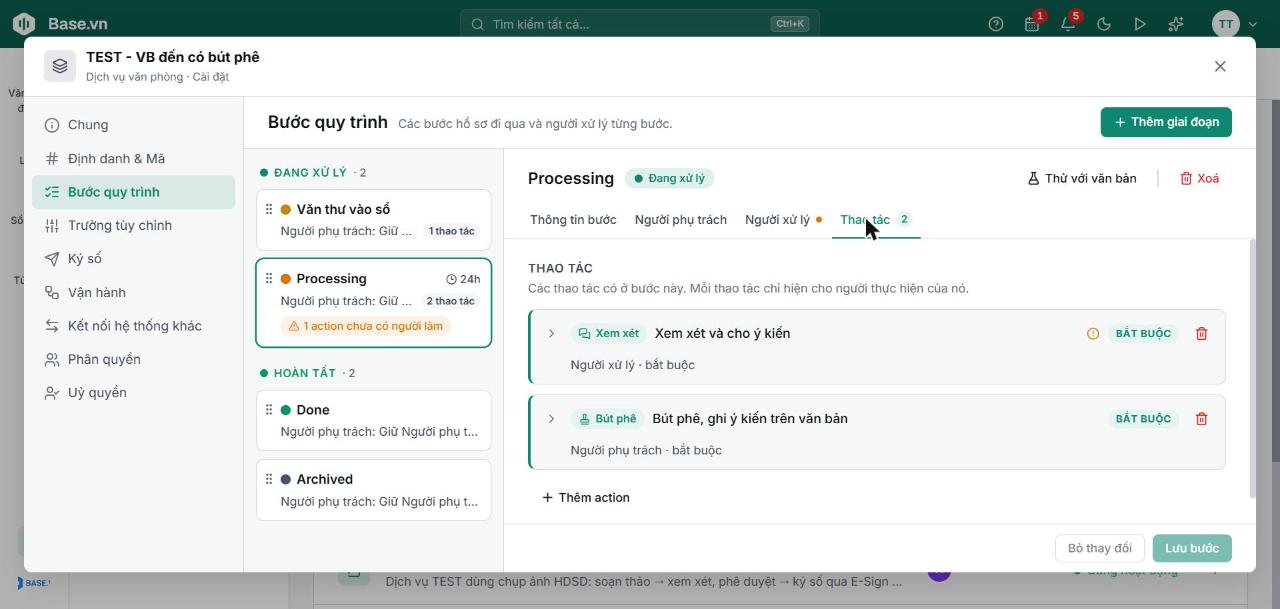 Base.vn
Tìm kiếm tất cả...
Ctrl+K
1
5
TT
TEST - VB đến có bút phê
Dịch vụ văn phòng · Cài đặt
Chung
Định danh & Mã
Bước quy trình
Trường tùy chỉnh
Ký số
Vận hành
Kết nối hệ thống khác
Phân quyền
Uỷ quyền
Bước quy trình
Các bước hồ sơ đi qua và người xử lý từng bước.
+ Thêm giai đoạn
ĐANG XỬ LÝ · 2
Văn thư vào sổ
Người phụ trách: Giữ ...
1 thao tác
Processing
24h
Người phụ trách: Giữ ...
2 thao tác
1 action chưa có người làm
HOÀN TẤT · 2
Done
Người phụ trách: Giữ Người phụ t...
Archived
Người phụ trách: Giữ Người phụ t...
Processing
Đang xử lý
Thử với văn bản
Xoá
Thông tin bước
Người phụ trách
Người xử lý
Thao tác
2
THAO TÁC
Các thao tác có ở bước này. Mỗi thao tác chỉ hiện cho người thực hiện của nó.
Xem xét
Xem xét và cho ý kiến
BẮT BUỘC
Người xử lý · bắt buộc
Bút phê
Bút phê, ghi ý kiến trên văn bản
BẮT BUỘC
Người phụ trách · bắt buộc
+ Thêm action
Bỏ thay đổi
Lưu bước
BASE.
Dịch vụ TEST dùng chụp ảnh HDSD: soạn thảo → xem xét, phê duyệt → ký số qua E-Sign ...